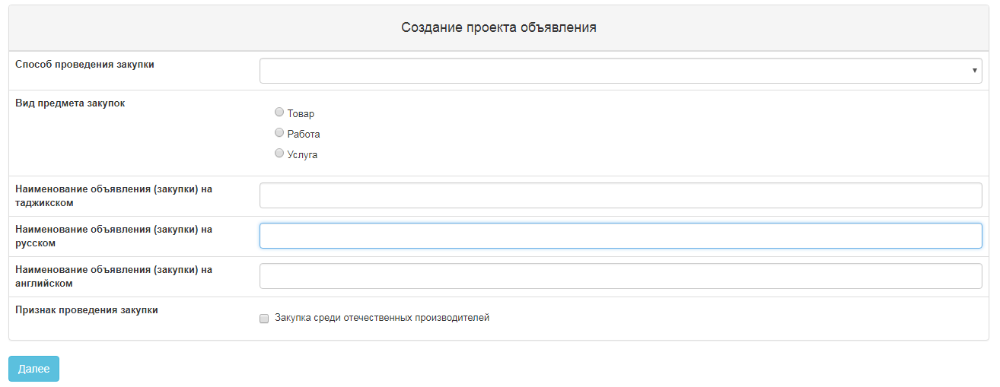 Создание проекта объявления
Способ проведения закупки
Вид предмета закупок
Товар
Работа
Услуга
Наименование объявления (закупки) на
таджикском
Наименование объявления (закупки) на
русском
Наименование объявления (закупки) на
английском
Признак проведения закупки
Закупка среди отечественных производителей
Далее